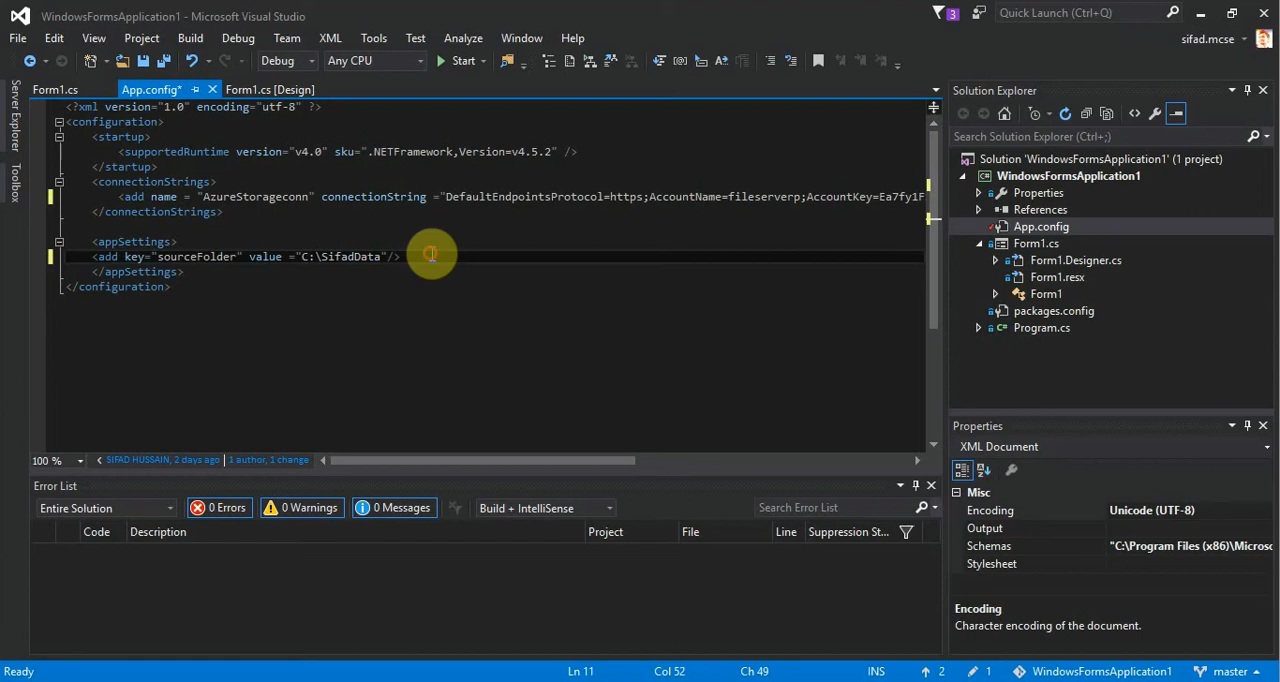 WindowsFormsApplication1 - Microsoft Visual Studio
3
Quick Launch (Ctrl+Q)
File Edit View Project Build Debug Team XML Tools Test Analyze Window Help
sifad.mcse
Debug Any CPU Start
Server Explorer
Toolbox
Form1.cs App.config* Form1.cs [Design]
<?xml version="1.0" encoding="utf-8" ?>
<configuration>
<startup>
<supportedRuntime version="v4.0" sku=".NETFramework,Version=v4.5.2" />
</startup>
<connectionStrings>
<add name = "AzureStorageconn" connectionString ="DefaultEndpointsProtocol=https;AccountName=fileserverp;AccountKey=Ea7fy1F
</connectionStrings>
<appSettings>
<add key="sourceFolder" value ="C:\SifadData"/>
</appSettings>
</configuration>
100 % SIFAD HUSSAIN, 2 days ago | 1 author, 1 change
Error List
Entire Solution 0 Errors 0 Warnings 0 Messages Build + IntelliSense Search Error List
Code Description Project File Line Suppression St...
Solution Explorer
Search Solution Explorer (Ctrl+;)
Solution 'WindowsFormsApplication1' (1 project)
WindowsFormsApplication1
Properties
References
App.config
Form1.cs
Form1.Designer.cs
Form1.resx
Form1
packages.config
Program.cs
Properties
XML Document
Misc
Encoding Unicode (UTF-8)
Output
Schemas "C:\Program Files (x86)\Microsc
Stylesheet
Encoding
Character encoding of the document.
Ready Ln 11 Col 52 Ch 49 INS 2 1 WindowsFormsApplication1 master